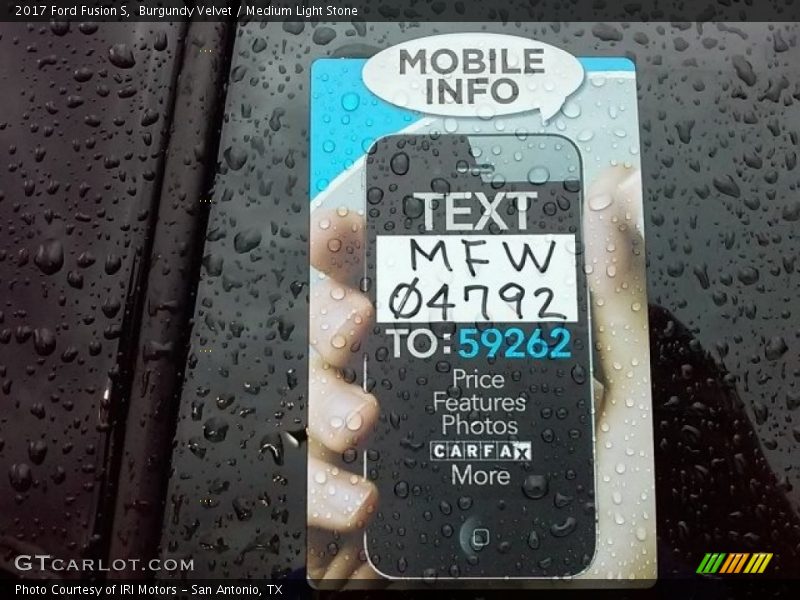 2017 Ford Fusion S,  Burgundy Velvet / Medium Light Stone
MOBILE
INFO
TEXT
MFW
04792
TO: 59262
Price
Features
Photos
CARFAX
More
GTCARLOT.COM
Photo Courtesy of IRI Motors – San Antonio, TX